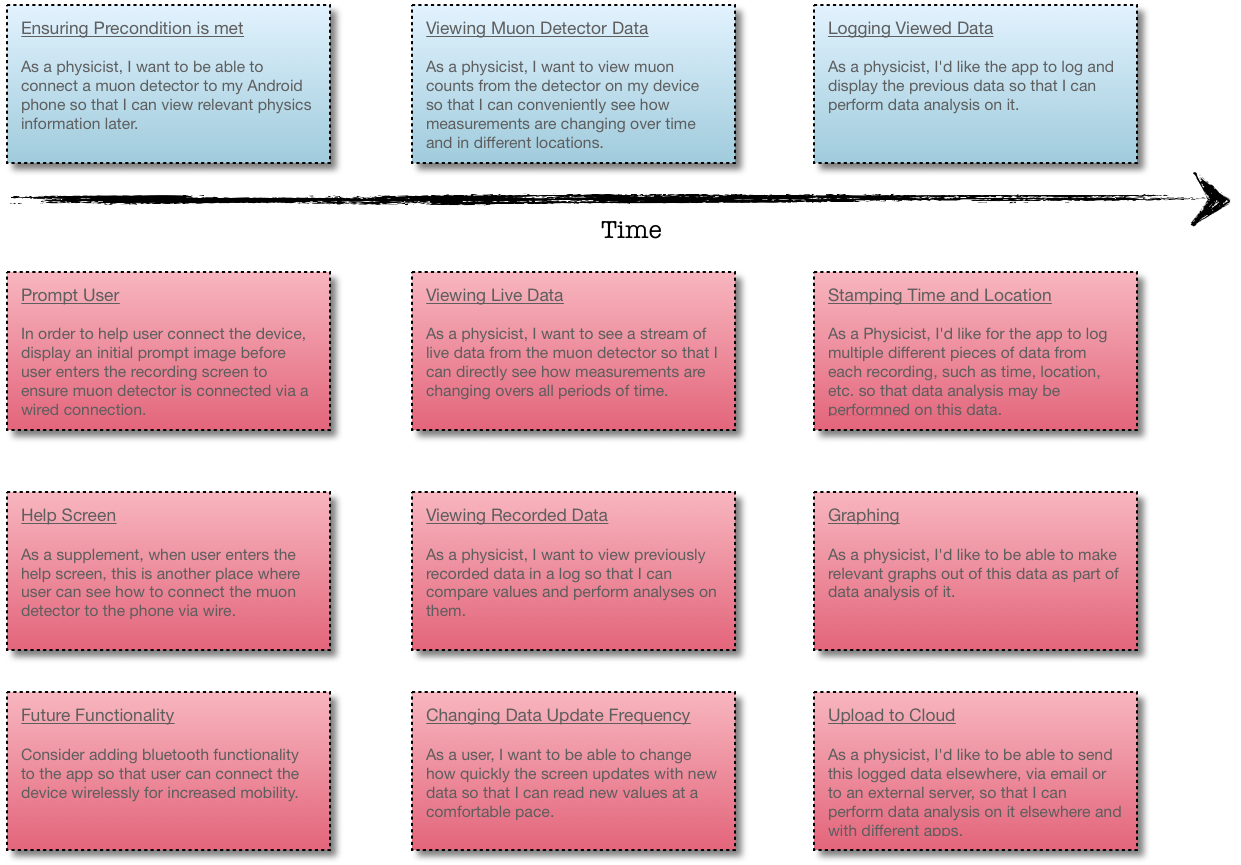 Ensuring Precondition is met
As a physicist, I want to be able to
connect a muon detector to my Android
phone so that I can view relevant physics
information later.
Viewing Muon Detector Data
As a physicist, I want to view muon
counts from the detector on my device
so that I can conveniently see how
measurements are changing over time
and in different locations.
Logging Viewed Data
As a physicist, I'd like the app to log and
display the previous data so that I can
perform data analysis on it.
Time
Prompt User
In order to help user connect the device,
display an initial prompt image before
user enters the recording screen to
ensure muon detector is connected via a
wired connection.
Viewing Live Data
As a physicist, I want to see a stream of
live data from the muon detector so that I
can directly see how measurements are
changing overs all periods of time.
Stamping Time and Location
As a Physicist, I'd like for the app to log
multiple different pieces of data from
each recording, such as time, location,
etc. so that data analysis may be
performned on this data.
Help Screen
As a supplement, when user enters the
help screen, this is another place where
user can see how to connect the muon
detector to the phone via wire.
Viewing Recorded Data
As a physicist, I want to view previously
recorded data in a log so that I can
compare values and perform analyses on
them.
Graphing
As a physicist, I'd like to be able to make
relevant graphs out of this data as part of
data analysis of it.
Future Functionality
Consider adding bluetooth functionality
to the app so that user can connect the
device wirelessly for increased mobility.
Changing Data Update Frequency
As a user, I want to be able to change
how quickly the screen updates with new
data so that I can read new values at a
comfortable pace.
Upload to Cloud
As a physicist, I'd like to be able to send
this logged data elsewhere, via email or
to an external server, so that I can
perform data analysis on it elsewhere and
with different apps.